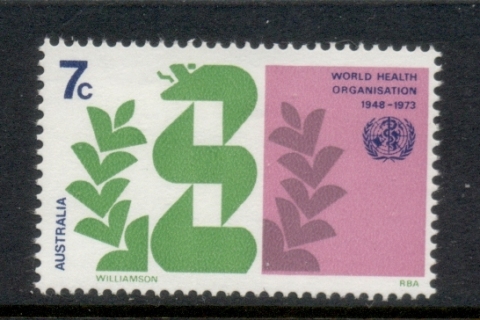 7c
WORLD HEALTH
ORGANISATION
1948-1973
AUSTRALIA
WILLIAMSON
RBA